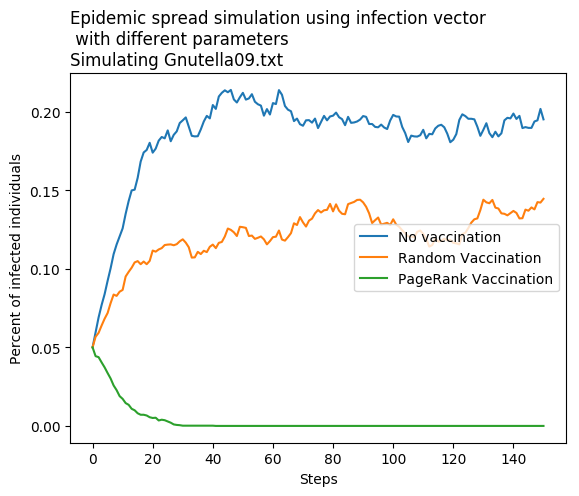 Epidemic spread simulation using infection vector
with different parameters
Simulating Gnutella09.txt
Percent of infected individuals
0.20
0.15
0.10
0.05
0.00
No vaccination
Random Vaccination
PageRank Vaccination
0 20 40 60 80 100 120 140
Steps